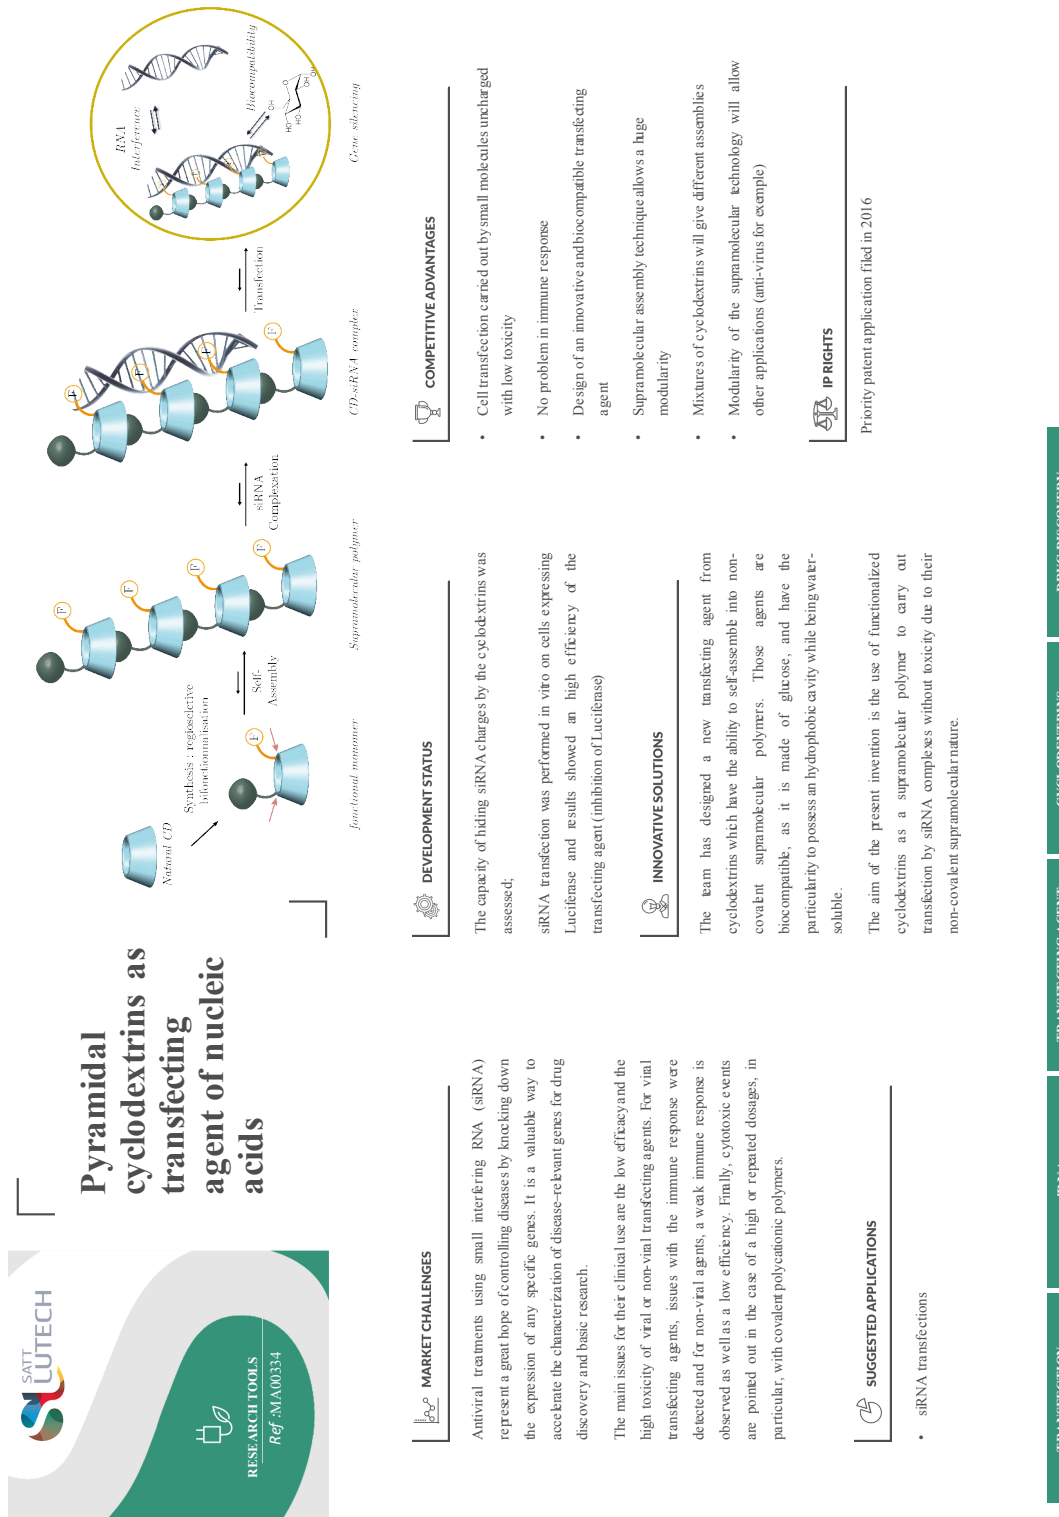 SATT
LUTECH
RESEARCH TOOLS
Ref :MA00334
Pyramidal
cyclodextrins as
transfecting
agent of nucleic
acids
Natural CD
Synthesis : regioseletive
bifonctionnalisation
F
fonctional monomer
Self-
Assembly
F
F
F
F
Supramolecular polymer
siRNA
Complexation
F
F
F
F
CD-siRNA complex
Transfection
RNA
Interference
Biocompatibility
HO
HO
OH
O
OH
OH
Gene silencing
MARKET CHALLENGES
Antiviral treatments using small interfering RNA (siRNA)
represent a great hope of controlling diseases by knocking down
the expression of any specific genes. It is a valuable way to
accelerate the characterization of disease–relevant genes for drug
discovery and basic research.
The main issues for their clinical use are the low efficacy and the
high toxicity of viral or non-viral transfecting agents. For viral
transfecting agents, issues with the immune response were
detected and for non-viral agents, a weak immune response is
observed as well as a low efficiency. Finally, cytotoxic events
are pointed out in the case of a high or repeated dosages, in
particular, with covalent polycationic polymers.
SUGGESTED APPLICATIONS
• siRNA transfections
DEVELOPMENT STATUS
The capacity of hiding siRNA charges by the cyclodextrins was
assessed;
siRNA transfection was performed in vitro on cells expressing
Luciferase and results showed an high efficiency of the
transfecting agent (inhibition of Luciferase)
INNOVATIVE SOLUTIONS
The team has designed a new transfecting agent from
cyclodextrins which have the ability to self-assemble into non-
covalent supramolecular polymers. Those agents are
biocompatible, as it is made of glucose, and have the
particularity to possess an hydrophobic cavity while being water-
soluble.
The aim of the present invention is the use of functionalized
cyclodextrins as a supramolecular polymer to carry out
transfection by siRNA complexes without toxicity due to their
non-covalent supramolecular nature.
COMPETITIVE ADVANTAGES
• Cell transfection carried out by small molecules uncharged
with low toxicity
• No problem in immune response
• Design of an innovative and biocompatible transfecting
agent
• Supramolecular assembly technique allows a huge
modularity
• Mixtures of cyclodextrins will give different assemblies
• Modularity of the supramolecular technology will allow
other applications (anti-virus for exemple)
IP RIGHTS
Priority patent application filed in 2016